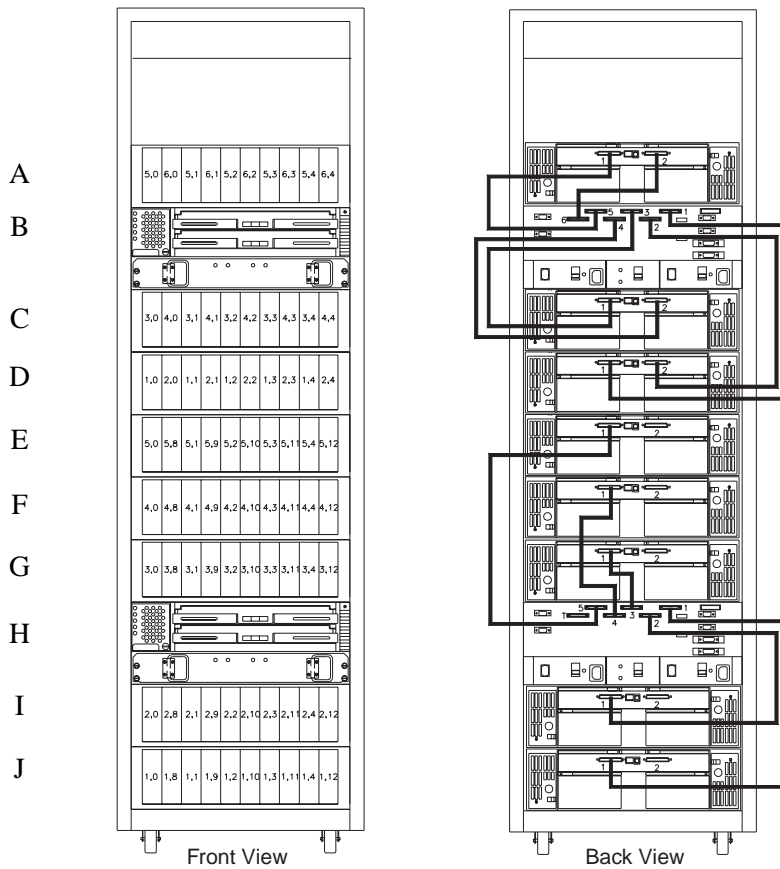 A
5,0 6,0 5,1 6,1 5,2 6,2 5,3 6,3 5,4 6,4
B
C
3,0 4,0 3,1 4,1 3,2 4,2 3,3 4,3 3,4 4,4
D
1,0 2,0 1,1 2,1 1,2 2,2 1,3 2,3 1,4 2,4
E
5,0 5,8 5,1 5,9 5,2 5,10 5,3 5,11 5,4 5,12
F
4,0 4,8 4,1 4,9 4,2 4,10 4,3 4,11 4,4 4,12
G
3,0 3,8 3,1 3,9 3,2 3,10 3,3 3,11 3,4 3,12
H
I
2,0 2,8 2,1 2,9 2,2 2,10 2,3 2,11 2,4 2,12
J
1,0 1,8 1,1 1,9 1,2 1,10 1,3 1,11 1,4 1,12
Front View
1 2
6 5 4 3 2 1
1 2
1 2
1 2
1 2
1 2
T 5 4 3 2 1
1 2
1 2
Back View